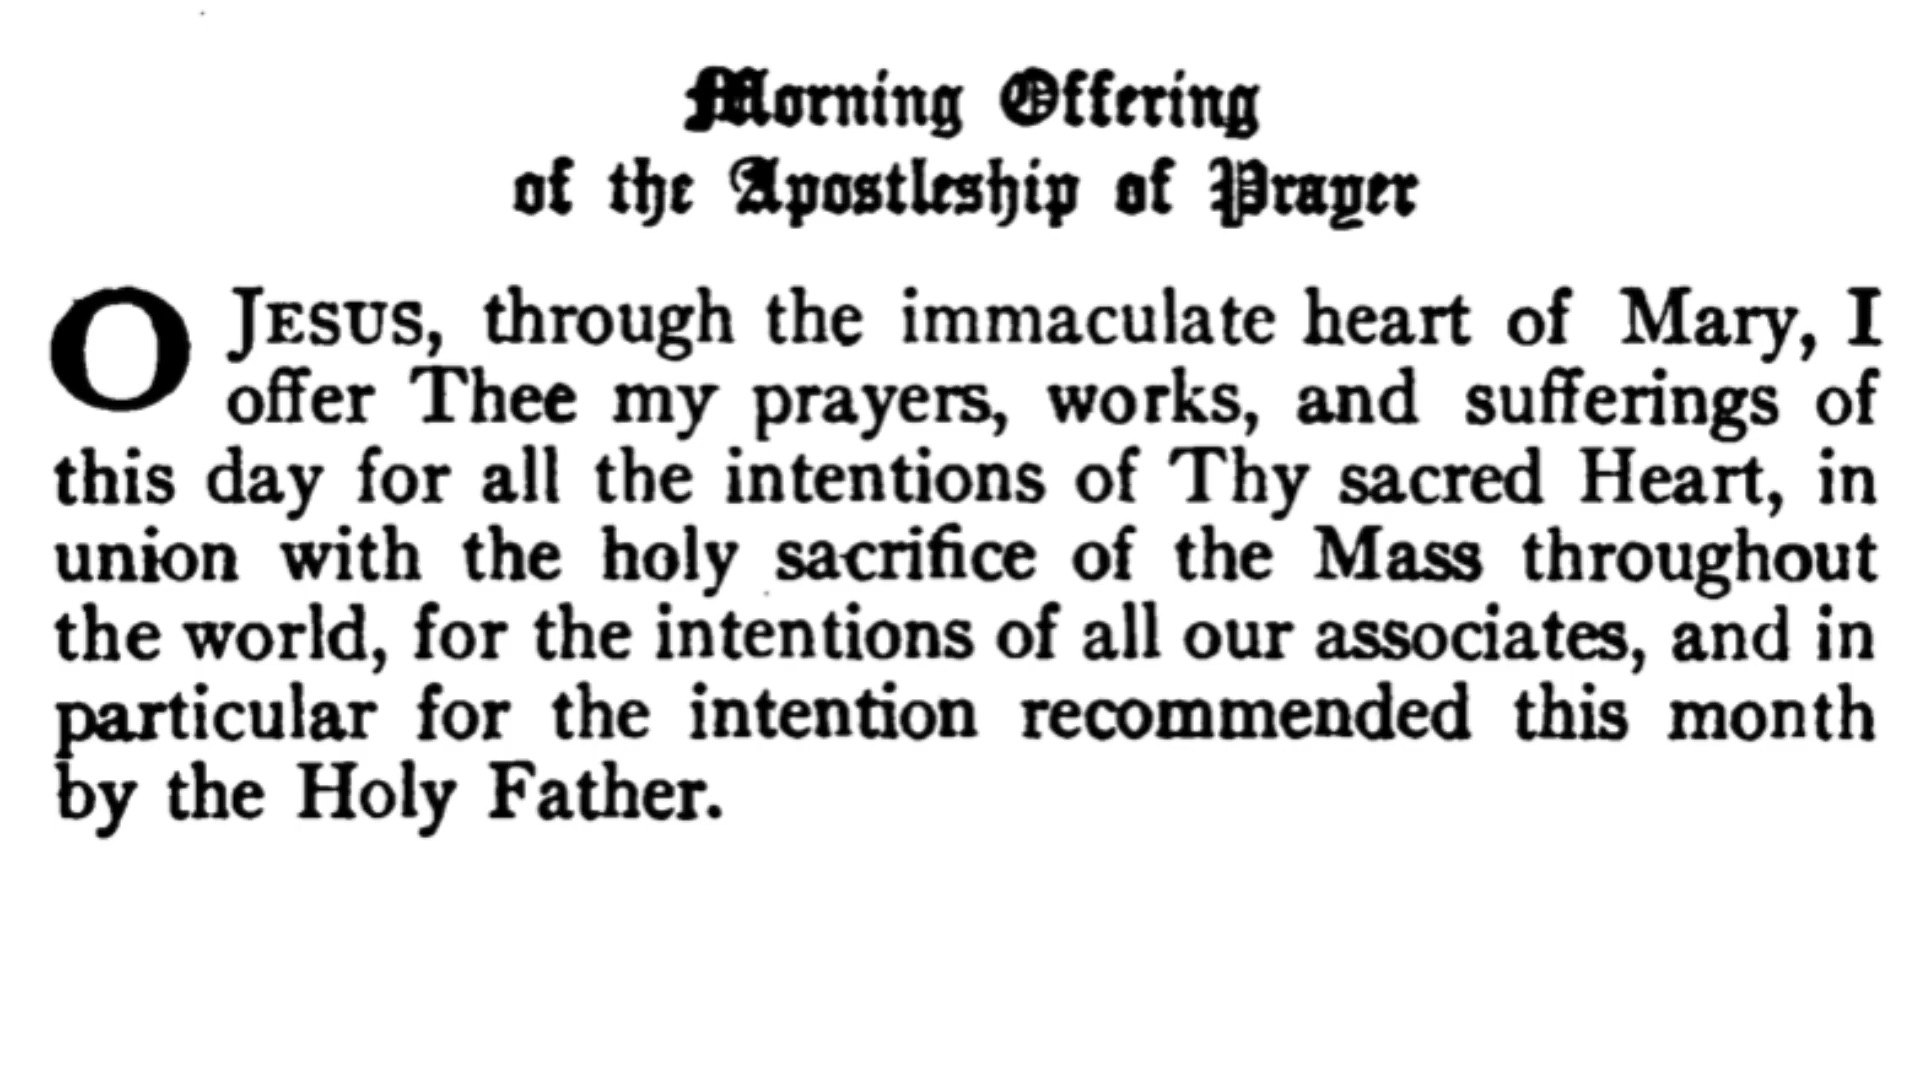 Morning Offering
of the Apostleship of Prayer
O JESUS, through the immaculate heart of Mary, I
offer Thee my prayers, works, and sufferings of
this day for all the intentions of Thy sacred Heart, in
union with the holy sacrifice of the Mass throughout
the world, for the intentions of all our associates, and in
particular for the intention recommended this month
by the Holy Father.